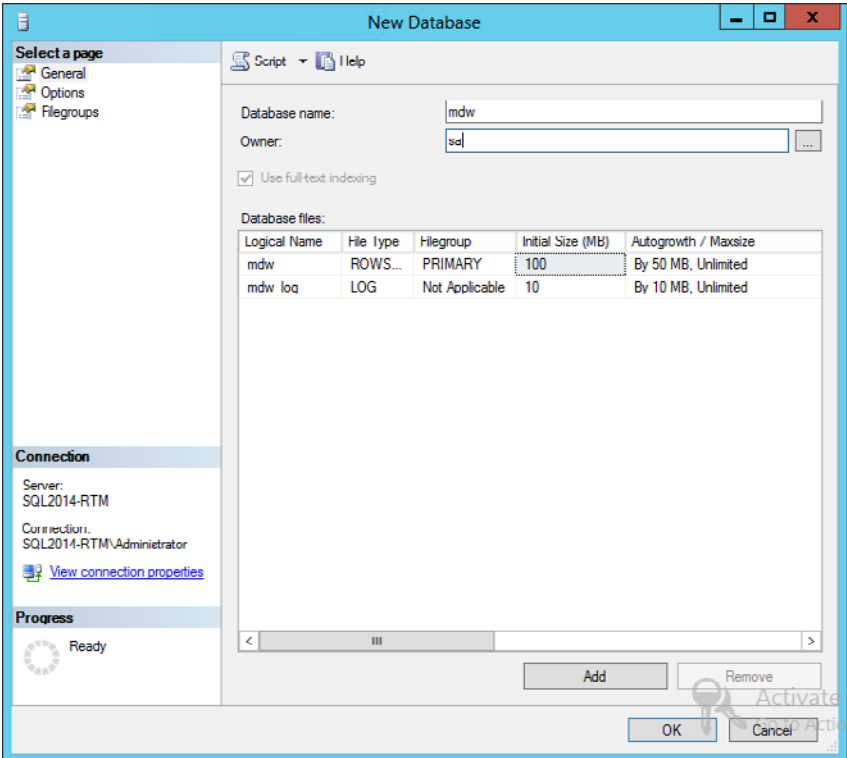 New Database
Select a page
General
Options
Filegroups
Script Help
Database name: mdw
Owner: sa ...
Use full-text indexing
Database files:
Logical Name File Type Filegroup Initial Size (MB) Autogrowth / Maxsize
mdw ROWS... PRIMARY 100 By 50 MB, Unlimited
mdw_log LOG Not Applicable 10 By 10 MB, Unlimited
Connection
Server:
SQL2014-RTM
Connection:
SQL2014-RTM\Administrator
View connection properties
Progress
Ready
Add Remove
Activate
Go to Acti
OK Cancel